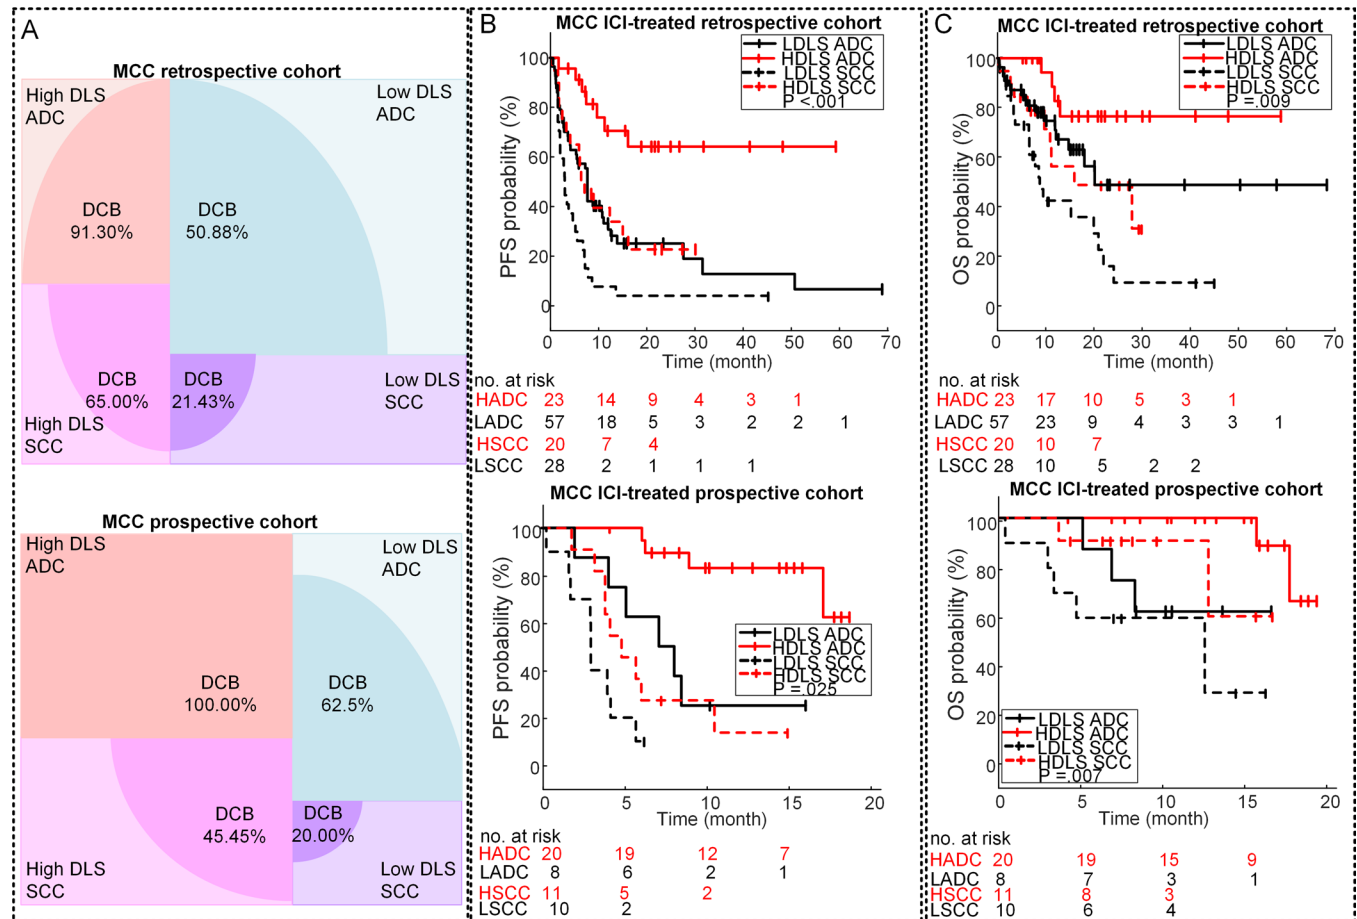 A
MCC retrospective cohort
High DLS
ADC
Low DLS
ADC
DCB
91.30%
DCB
50.88%
DCB
65.00%
DCB
21.43%
High DLS
SCC
Low DLS
SCC
MCC prospective cohort
High DLS
ADC
Low DLS
ADC
DCB
100.00%
DCB
62.5%
DCB
45.45%
DCB
20.00%
High DLS
SCC
Low DLS
SCC
B
MCC ICI-treated retrospective cohort
LDLS ADC
HDLS ADC
LDLS SCC
HDLS SCC
P <.001
PFS probability (%)
100
80
60
40
20
0
0 10 20 30 40 50 60 70
Time (month)
no. at risk
HADC 23 14 9 4 3 1
LADC 57 18 5 3 2 2 1
HSCC 20 7 4
LSCC 28 2 1 1 1
MCC ICI-treated prospective cohort
LDLS ADC
HDLS ADC
LDLS SCC
HDLS SCC
P =.025
PFS probability (%)
100
80
60
40
20
0
0 5 10 15 20
Time (month)
no. at risk
HADC 20 19 12 7
LADC 8 6 2 1
HSCC 11 5 2
LSCC 10 2
C
MCC ICI-treated retrospective cohort
LDLS ADC
HDLS ADC
LDLS SCC
HDLS SCC
P =.009
OS probability (%)
100
80
60
40
20
0
0 10 20 30 40 50 60 70
Time (month)
no. at risk
HADC 23 17 10 5 3 1
LADC 57 23 9 4 3 3 1
HSCC 20 10 7
LSCC 28 10 5 2 2
MCC ICI-treated prospective cohort
OS probability (%)
100
80
60
40
20
0
LDLS ADC
HDLS ADC
LDLS SCC
HDLS SCC
P =.007
0 5 10 15 20
Time (month)
no. at risk
HADC 20 19 15 9
LADC 8 7 3 1
HSCC 11 8 3
LSCC 10 6 4